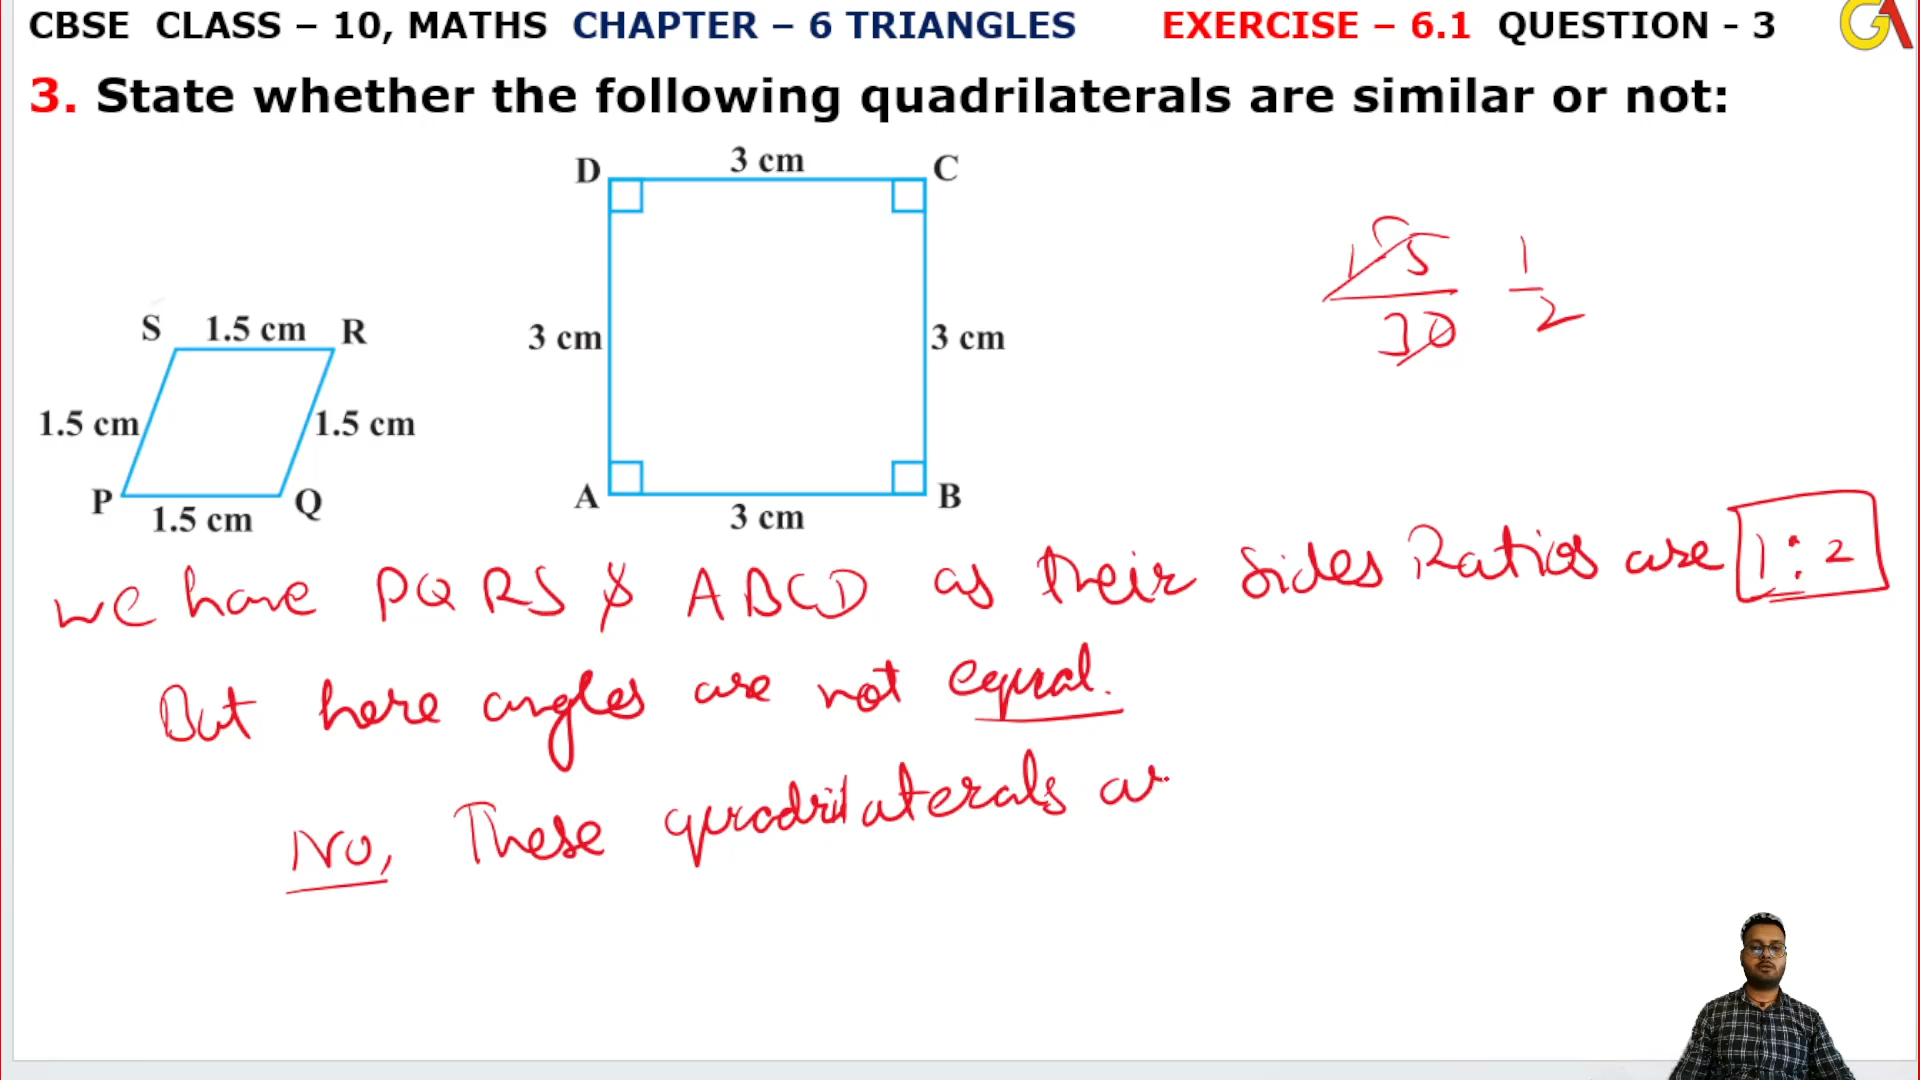 CBSE CLASS – 10, MATHS CHAPTER – 6 TRIANGLES EXERCISE – 6.1 QUESTION - 3
GA
3. State whether the following quadrilaterals are similar or not:
D 3 cm C
3 cm
3 cm
A 3 cm B
S 1.5 cm R
1.5 cm
1.5 cm
P 1.5 cm Q
15 1
30 2
We have PQRS & ABCD as their sides Ratios are 1:2
But here angles are not equal.
No, These quadrilaterals ar